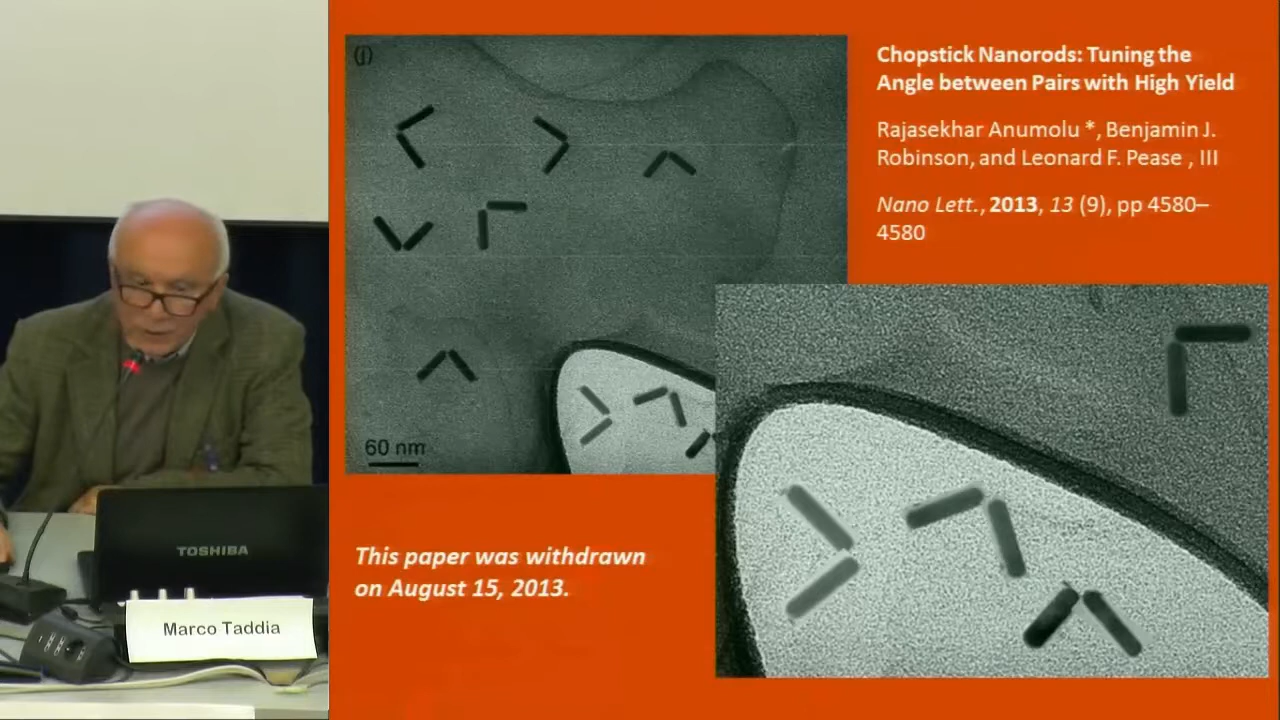 (j)
60 nm
Chopstick Nanorods: Tuning the
Angle between Pairs with High Yield
Rajasekhar Anumolu *, Benjamin J.
Robinson, and Leonard F. Pease , III
Nano Lett., 2013, 13 (9), pp 4580–
4580
This paper was withdrawn
on August 15, 2013.
TOSHIBA
Marco Taddia